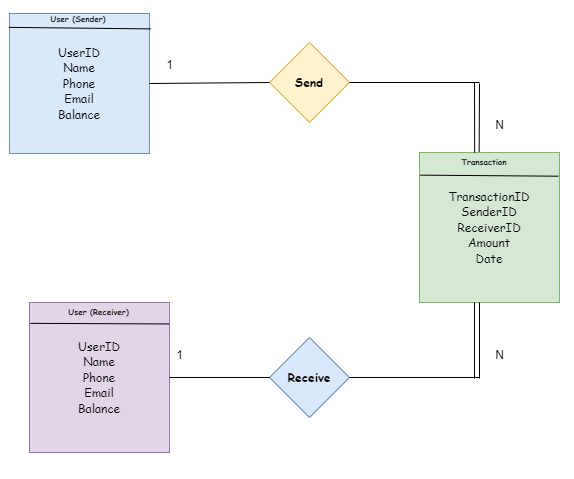 User (Sender)
UserID
Name
Phone
Email
Balance
1
Send
N
Transaction
TransactionID
SenderID
ReceiverID
Amount
Date
User (Receiver)
UserID
Name
Phone
Email
Balance
1
Receive
N